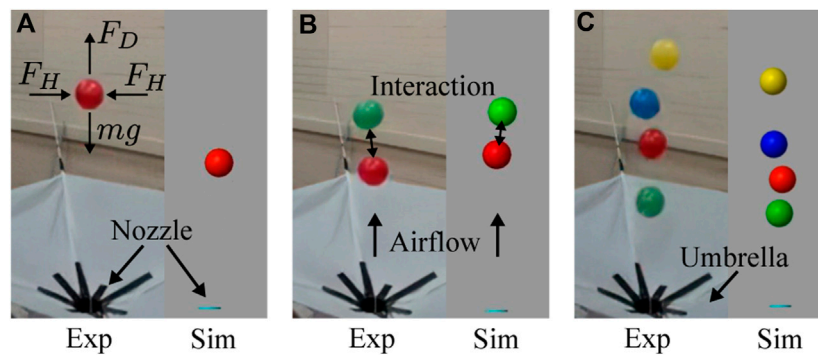 A
F_D
F_H
F_H
mg
Nozzle
Exp
Sim
B
Interaction
Airflow
Exp
Sim
C
Umbrella
Exp
Sim